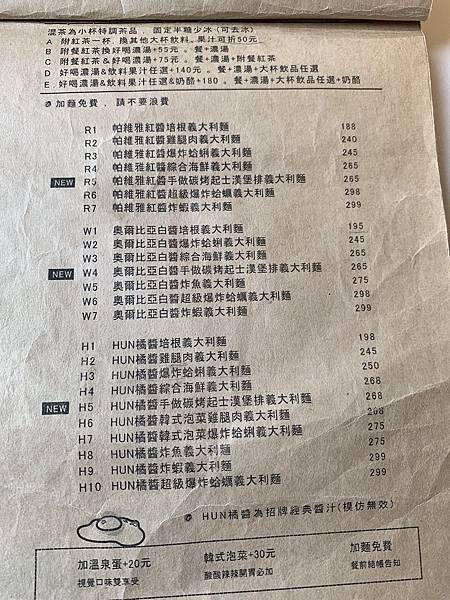 混茶為小杯特調茶品﹐固定半糖少冰(可去冰)
A 附紅茶一杯﹐換其他大杯飲料﹐果汁可折50元。
B 附餐紅茶換好喝濃湯+55元 。餐+濃湯
C 附餐紅茶&好喝濃湯+75元 。餐+濃湯+附餐紅茶
D 好喝濃湯&飲料果汁任選+140元 。餐+濃湯+大杯飲品任選
E 好喝濃湯&飲料果汁任選&奶酪+180 。餐+濃湯+大杯飲品任選+奶酪
加麵免費﹐請不要浪費
R1 帕維雅紅醬培根義大利麵 188
R2 帕維雅紅醬雞腿肉義大利麵 240
R3 帕維雅紅醬爆炸蛤蜊義大利麵 245
R4 帕維雅紅醬綜合海鮮義大利麵 265
NEW R5 帕維雅紅醬手做碳烤起士漢堡排義大利麵 265
R6 帕維雅紅醬超級爆炸蛤蠣義大利麵 298
R7 帕維雅紅醬炸蝦義大利麵 299
W1 奧爾比亞白醬培根義大利麵 195
W2 奧爾比亞白醬爆炸蛤蜊義大利麵 245
W3 奧爾比亞白醬綜合海鮮義大利麵 265
NEW W4 奧爾比亞白醬手做碳烤起士漢堡排義大利麵 265
W5 奧爾比亞白醬炸魚義大利麵 275
W6 奧爾比亞白醬超級爆炸蛤蠣義大利麵 298
W7 奧爾比亞白醬炸蝦義大利麵 299
H1 HUN橘醬培根義大利麵 198
H2 HUN橘醬雞腿肉義大利麵 245
H3 HUN橘醬爆炸蛤蜊義大利麵 250
H4 HUN橘醬綜合海鮮義大利麵 268
NEW H5 HUN橘醬手做碳烤起士漢堡排義大利麵 268
H6 HUN橘醬韓式泡菜雞腿肉義大利麵 268
H7 HUN橘醬韓式泡菜爆炸蛤蜊義大利麵 275
H8 HUN橘醬炸魚義大利麵 275
H9 HUN橘醬炸蝦義大利麵 299
H10 HUN橘醬超級爆炸蛤蠣義大利麵 299
HUN橘醬為招牌經典醬汁(模仿無效)
加溫泉蛋+20元 韓式泡菜+30元 加麵免費
視覺口味雙享受 酸酸辣辣開胃必加 餐前結帳告知